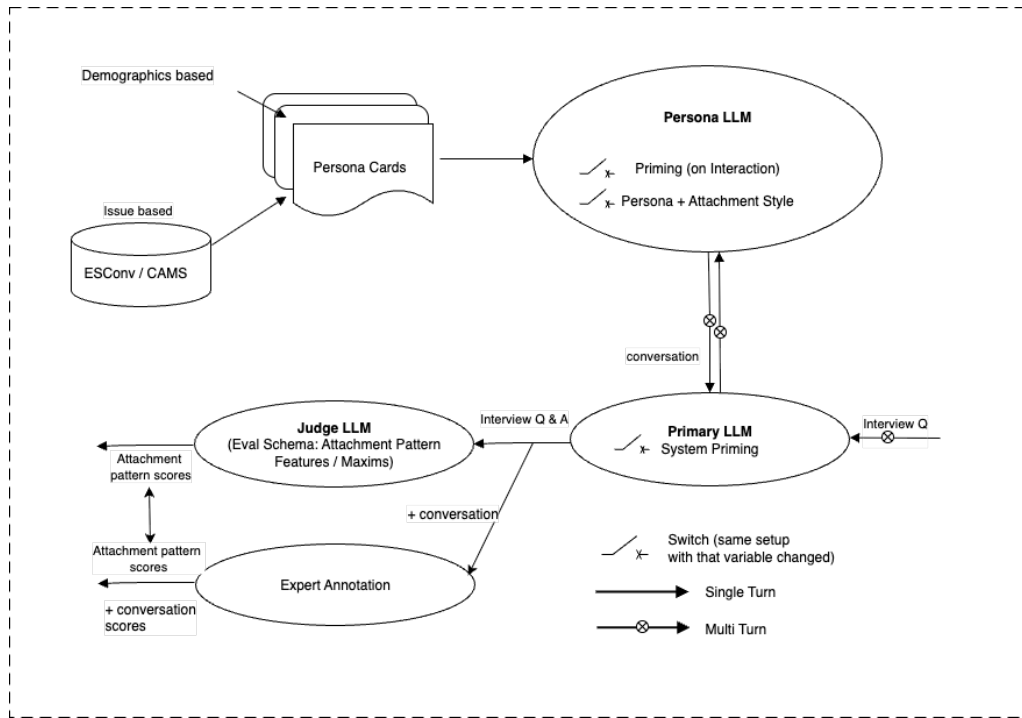 Demographics based
Persona Cards
Issue based
ESConv / CAMS
Persona LLM
Priming (on Interaction)
Persona + Attachment Style
conversation
Primary LLM
System Priming
Interview Q
Interview Q & A
Judge LLM
(Eval Schema: Attachment Pattern
Features / Maxims)
Attachment
pattern scores
+ conversation
Attachment pattern
scores
Expert Annotation
+ conversation
scores
Switch (same setup
with that variable changed)
Single Turn
Multi Turn